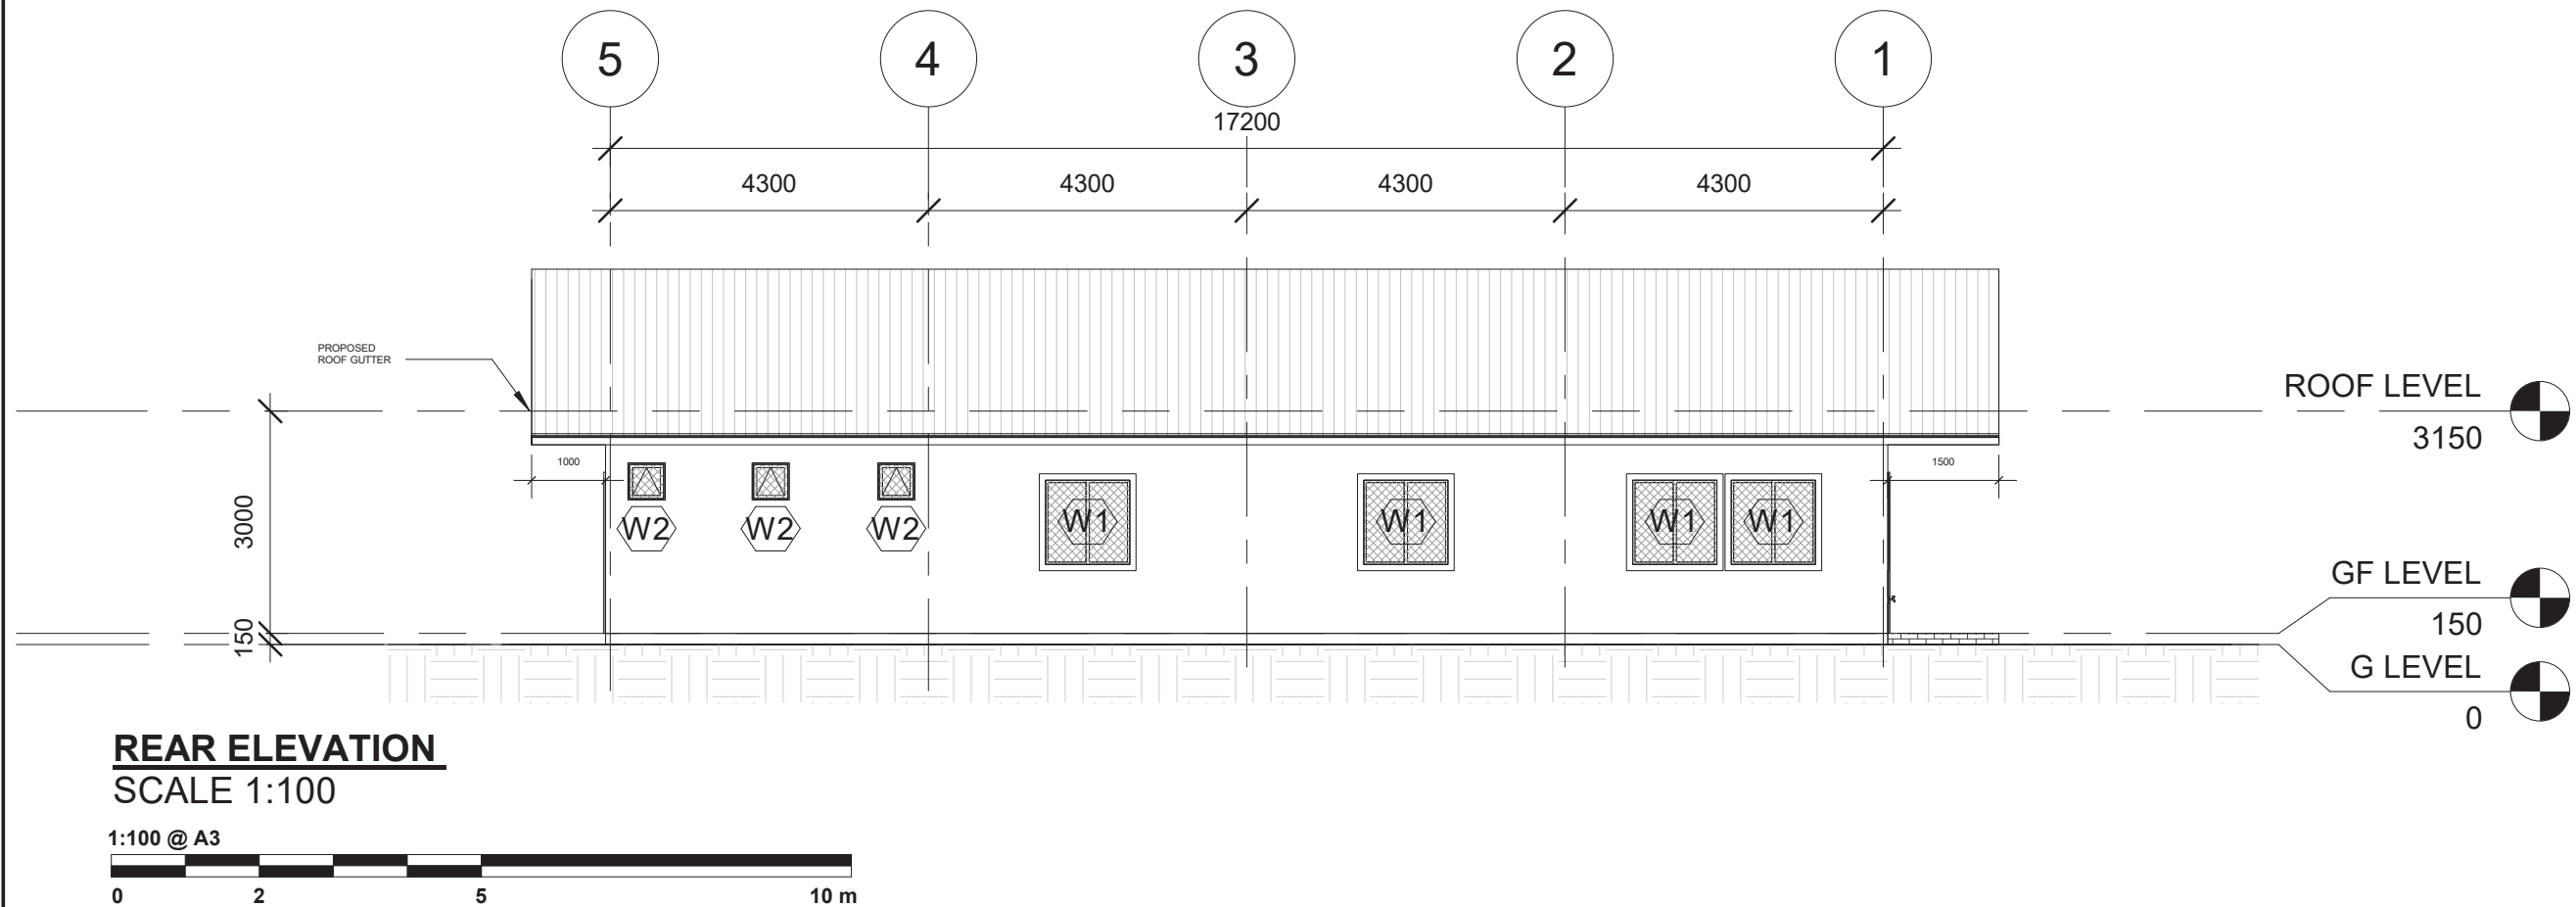 5 4 3 2 1
17200
4300 4300 4300 4300
PROPOSED
ROOF GUTTER
ROOF LEVEL
3150
1000
1500
3000
W2 W2 W2 W1 W1 W1 W1
GF LEVEL
150
150
G LEVEL
0
REAR ELEVATION
SCALE 1:100
1:100 @ A3
0 2 5 10 m